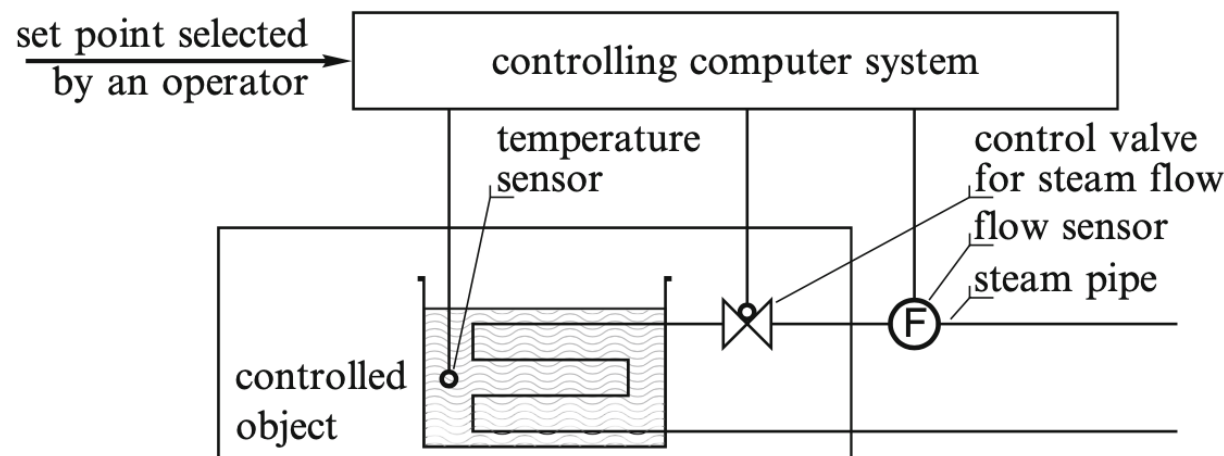 set point selected
by an operator
controlling computer system
temperature
sensor
control valve
for steam flow
flow sensor
steam pipe
F
controlled
object